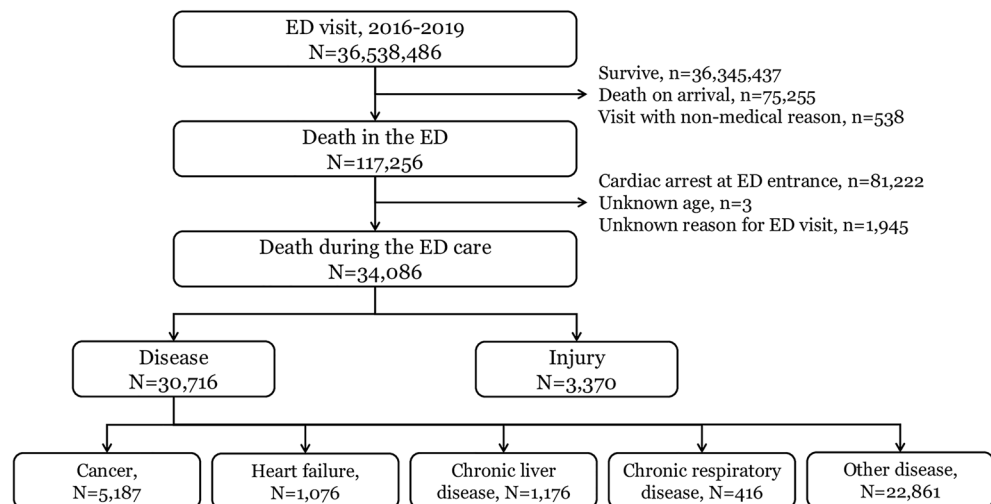 ED visit, 2016-2019
N=36,538,486
Survive, n=36,345,437
Death on arrival, n=75,255
Visit with non-medical reason, n=538
Death in the ED
N=117,256
Cardiac arrest at ED entrance, n=81,222
Unknown age, n=3
Unknown reason for ED visit, n=1,945
Death during the ED care
N=34,086
Disease
N=30,716
Injury
N=3,370
Cancer,
N=5,187
Heart failure,
N=1,076
Chronic liver
disease, N=1,176
Chronic respiratory
disease, N=416
Other disease,
N=22,861